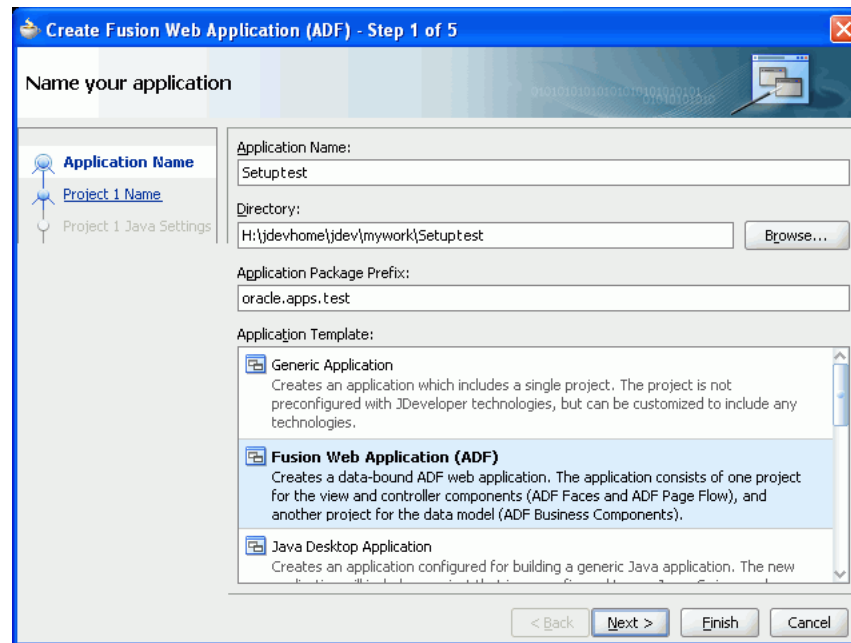 Create Fusion Web Application (ADF) - Step 1 of 5
Name your application
Application Name
Project 1 Name
Project 1 Java Settings
Application Name:
Setuptest
Directory:
H:\jdevhome\jdev\mywork\Setuptest
Browse...
Application Package Prefix:
oracle.apps.test
Application Template:
Generic Application
Creates an application which includes a single project. The project is not
preconfigured with JDeveloper technologies, but can be customized to include any
technologies.
Fusion Web Application (ADF)
Creates a data-bound ADF web application. The application consists of one project
for the view and controller components (ADF Faces and ADF Page Flow), and
another project for the data model (ADF Business Components).
Java Desktop Application
Creates an application configured for building a generic Java application. The new
< Back
Next >
Finish
Cancel